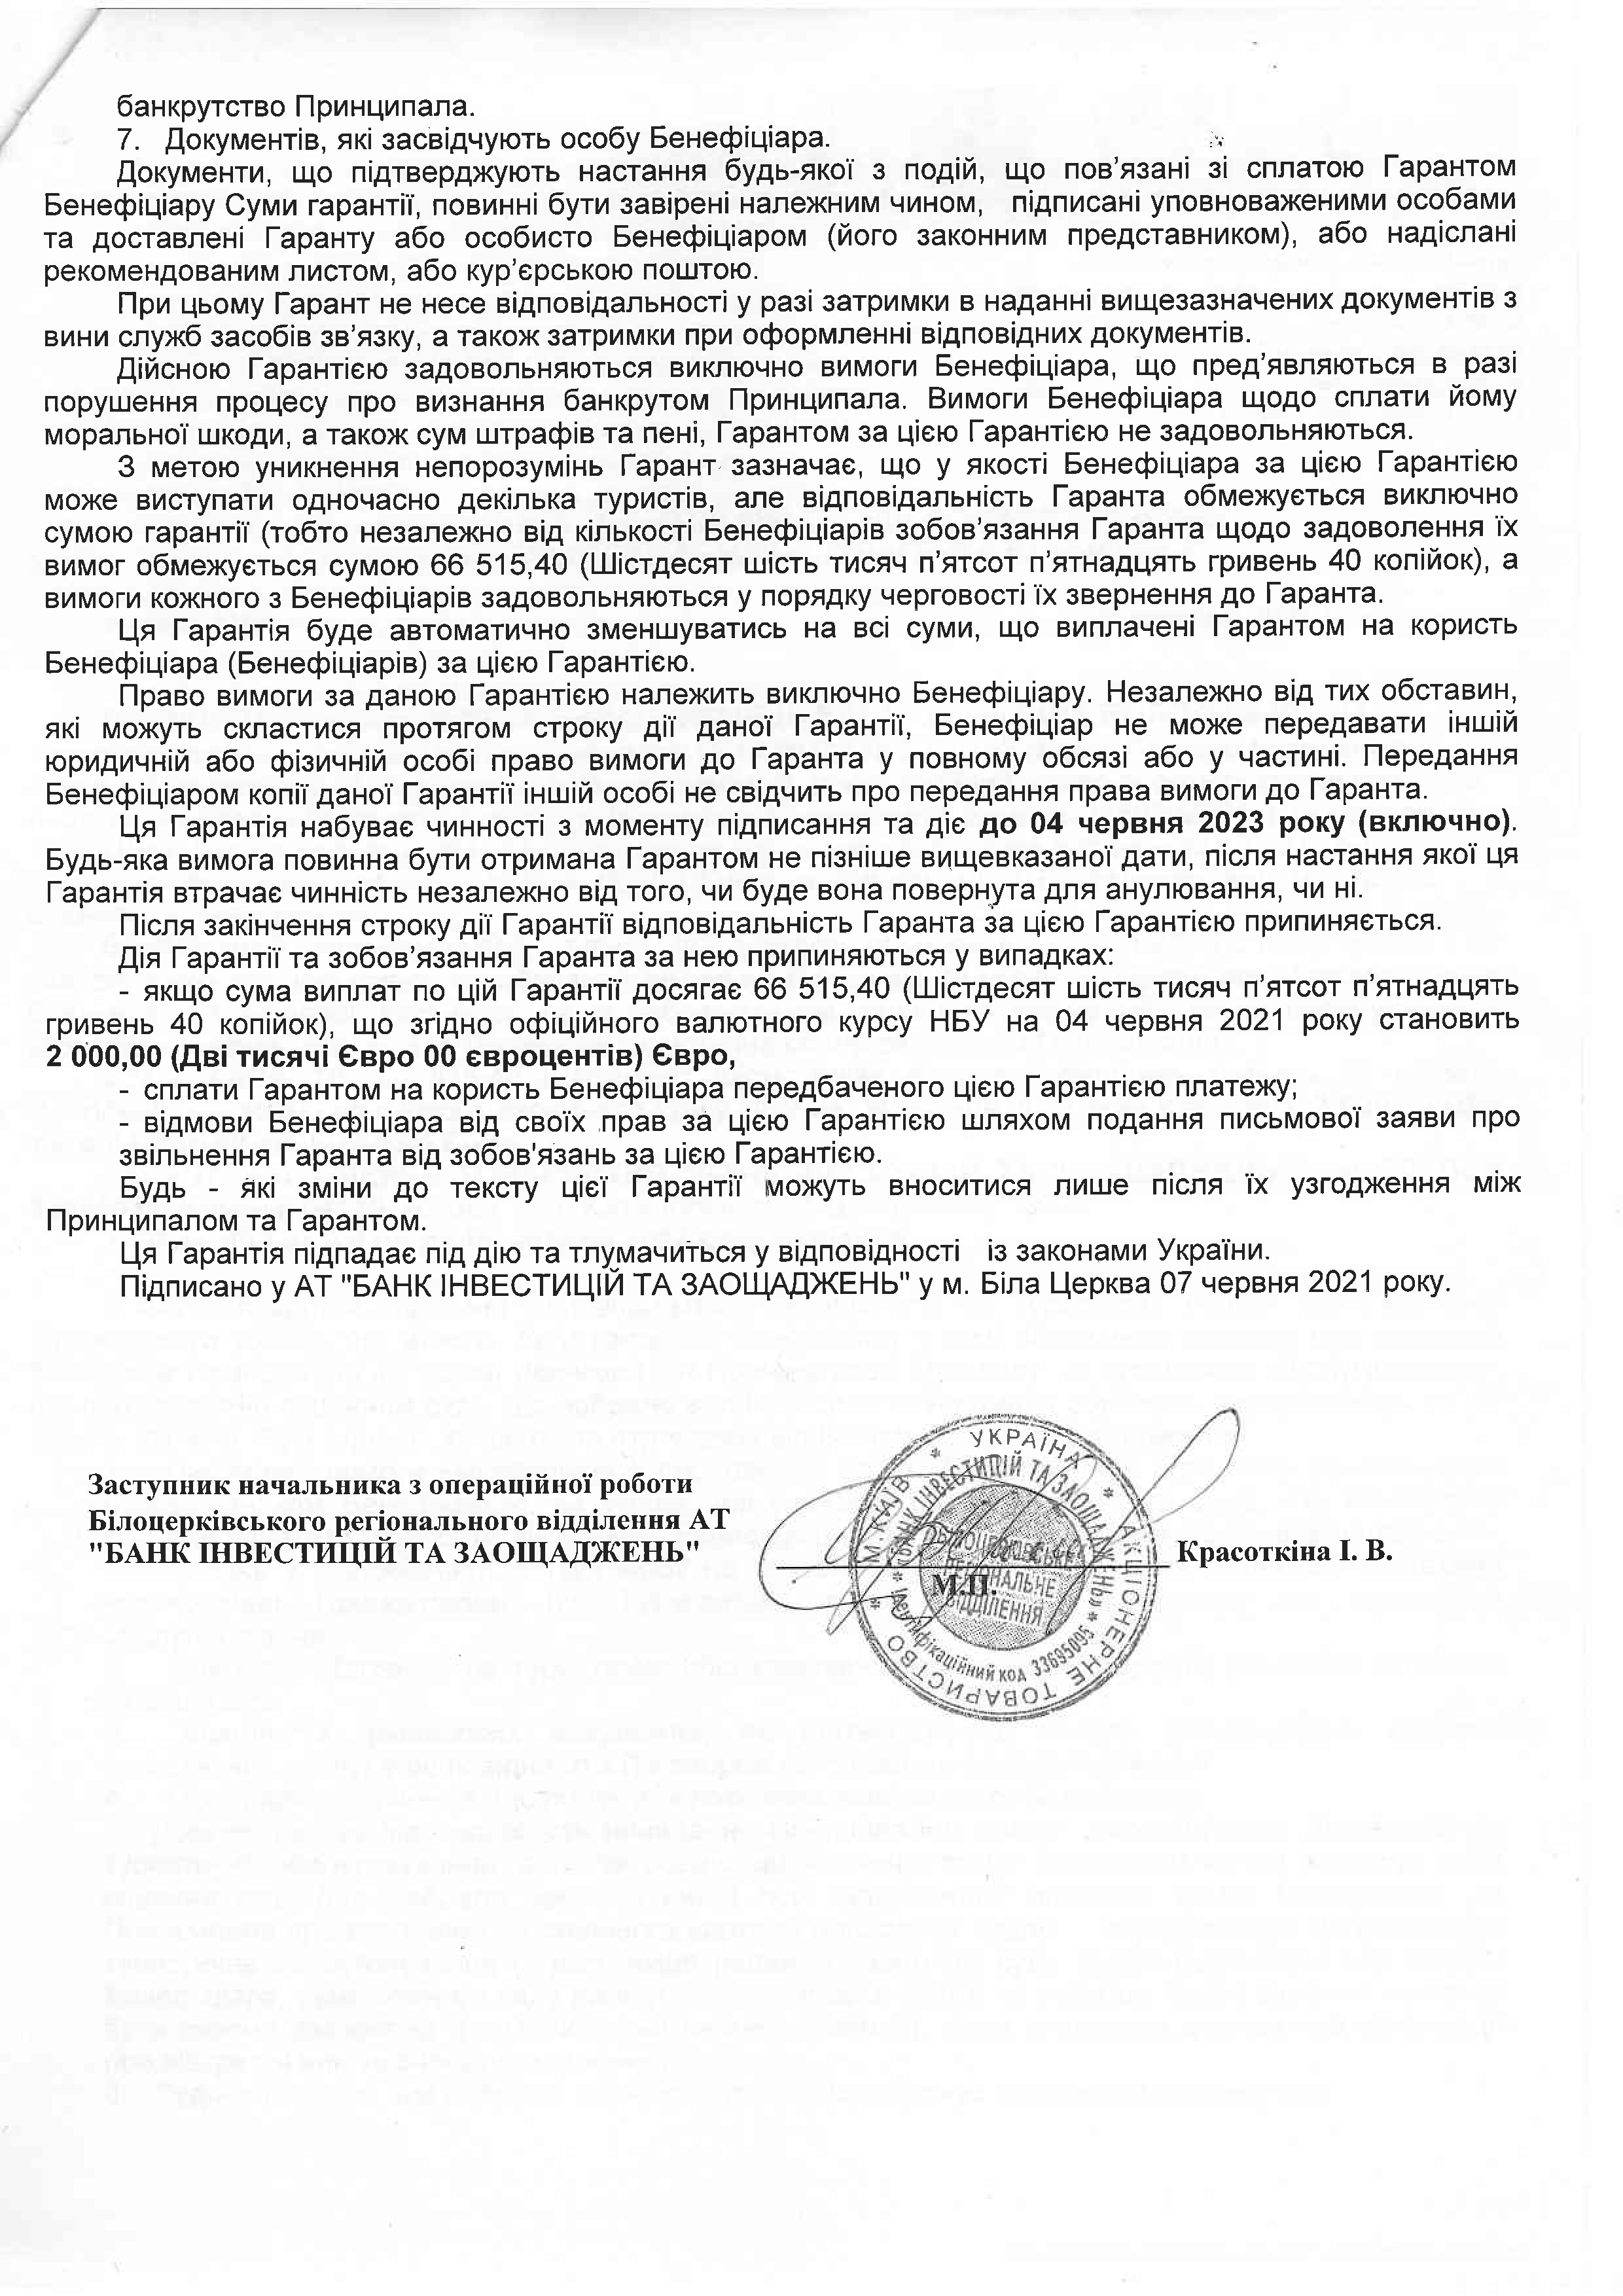 банкрутство Принципала.
7. Документів, які засвідчують особу Бенефіціара.
Документи, що підтверджують настання будь-якої з подій, що пов’язані зі сплатою Гарантом
Бенефіціару Суми гарантії, повинні бути завірені належним чином, підписані уповноваженими особами
та доставлені Гаранту або особисто Бенефіціаром (його законним представником), або надіслані
рекомендованим листом, або кур’єрською поштою.
При цьому Гарант не несе відповідальності у разі затримки в наданні вищезазначених документів з
вини служб засобів зв’язку, а також затримки при оформленні відповідних документів.
Дійсною Гарантією задовольняються виключно вимоги Бенефіціара, що пред’являються в разі
порушення процесу про визнання банкрутом Принципала. Вимоги Бенефіціара щодо сплати йому
моральної шкоди, а також сум штрафів та пені, Гарантом за цією Гарантією не задовольняються.
З метою уникнення непорозумінь Гарант зазначає, що у якості Бенефіціара за цією Гарантією
може виступати одночасно декілька туристів, але відповідальність Гаранта обмежується виключно
сумою гарантії (тобто незалежно від кількості Бенефіціарів зобов’язання Гаранта щодо задоволення їх
вимог обмежується сумою 66 515,40 (Шістдесят шість тисяч п’ятсот п’ятнадцять гривень 40 копійок), а
вимоги кожного з Бенефіціарів задовольняються у порядку черговості їх звернення до Гаранта.
Ця Гарантія буде автоматично зменшуватись на всі суми, що виплачені Гарантом на користь
Бенефіціара (Бенефіціарів) за цією Гарантією.
Право вимоги за даною Гарантією належить виключно Бенефіціару. Незалежно від тих обставин,
які можуть скластися протягом строку дії даної Гарантії, Бенефіціар не може передавати іншій
юридичній або фізичній особі право вимоги до Гаранта у повному обсязі або у частині. Передання
Бенефіціаром копії даної Гарантії іншій особі не свідчить про передання права вимоги до Гаранта.
Ця Гарантія набуває чинності з моменту підписання та діє до 04 червня 2023 року (включно).
Будь-яка вимога повинна бути отримана Гарантом не пізніше вищевказаної дати, після настання якої ця
Гарантія втрачає чинність незалежно від того, чи буде вона повернута для анулювання, чи ні.
Після закінчення строку дії Гарантії відповідальність Гаранта за цією Гарантією припиняється.
Дія Гарантії та зобов’язання Гаранта за нею припиняються у випадках:
- якщо сума виплат по цій Гарантії досягає 66 515,40 (Шістдесят шість тисяч п’ятсот п’ятнадцять
гривень 40 копійок), що згідно офіційного валютного курсу НБУ на 04 червня 2021 року становить
2 000,00 (Дві тисячі Євро 00 євроцентів) Євро,
- сплати Гарантом на користь Бенефіціара передбаченого цією Гарантією платежу;
- відмови Бенефіціара від своїх прав за цією Гарантією шляхом подання письмової заяви про
звільнення Гаранта від зобов'язань за цією Гарантією.
Будь - які зміни до тексту цієї Гарантії можуть вноситися лише після їх узгодження між
Принципалом та Гарантом.
Ця Гарантія підпадає під дію та тлумачиться у відповідності із законами України.
Підписано у АТ "БАНК ІНВЕСТИЦІЙ ТА ЗАОЩАДЖЕНЬ" у м. Біла Церква 07 червня 2021 року.
Заступник начальника з операційної роботи
Білоцерківського регіонального відділення АТ
"БАНК ІНВЕСТИЦІЙ ТА ЗАОЩАДЖЕНЬ"
Красоткіна І. В.
М.П.
* УКРАЇНА * АКЦІОНЕРНЕ ТОВАРИСТВО * М.КИЇВ
«БАНК ІНВЕСТИЦІЙ ТА ЗАОЩАДЖЕНЬ» * Ідентифікаційний код 33695095 *
БІЛОЦЕРКІВСЬКЕ
РЕГІОНАЛЬНЕ
ВІДДІЛЕННЯ